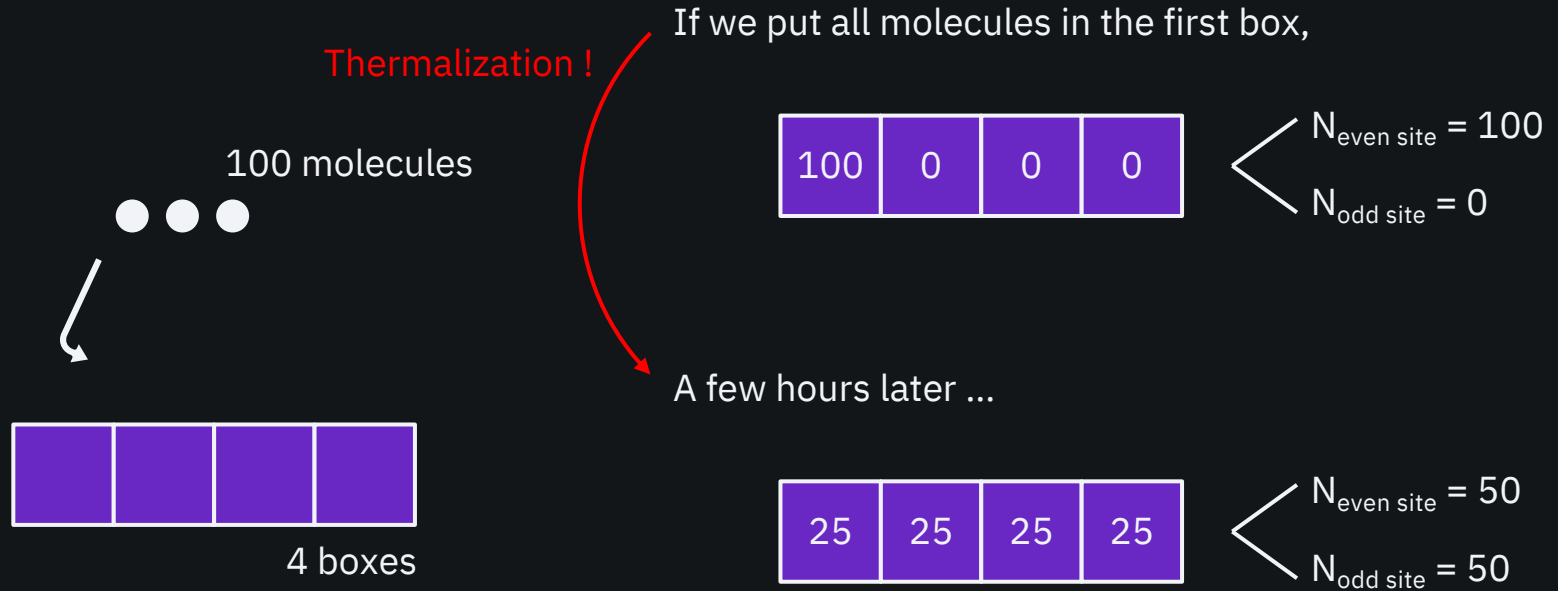 If we put all molecules in the first box,
Thermalization !
100 molecules
100 0 0 0
N_even site = 100
N_odd site = 0
A few hours later ...
4 boxes
25 25 25 25
N_even site = 50
N_odd site = 50